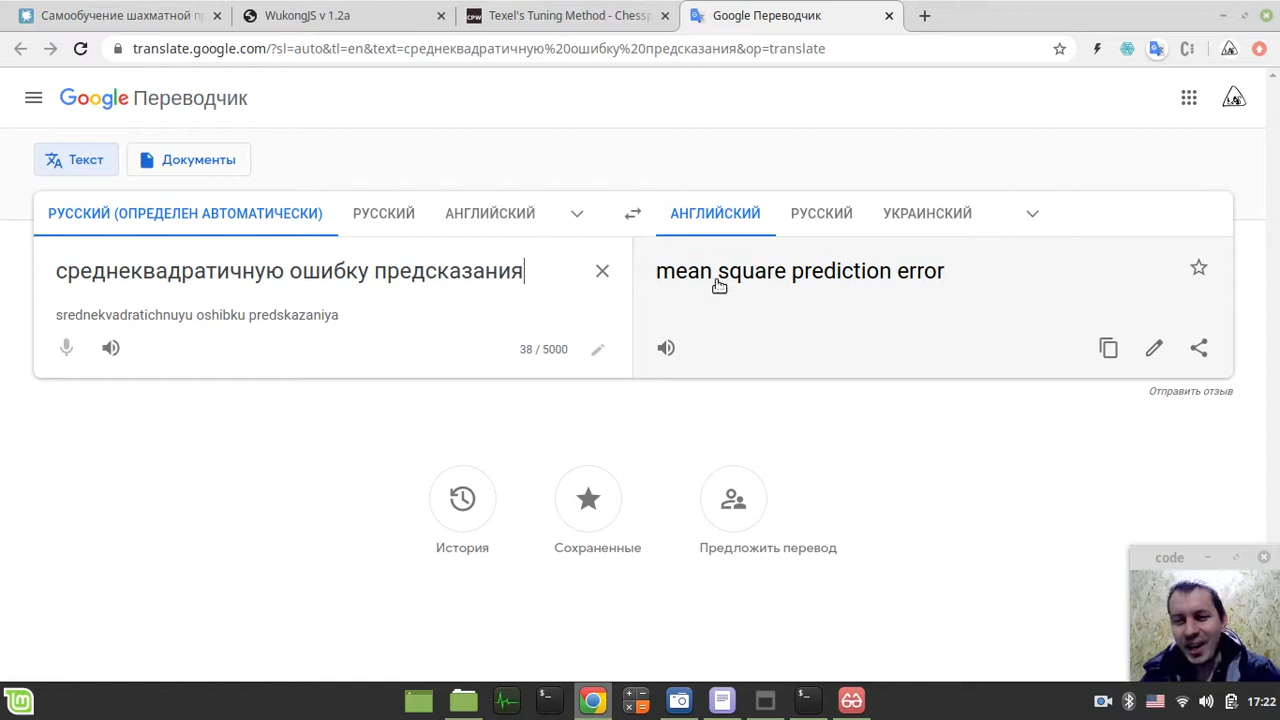 Самообучение шахматной пр
WukongJS v 1.2a
Texel's Tuning Method - Chessp
Google Переводчик
translate.google.com/?sl=auto&tl=en&text=среднеквадратичную%20ошибку%20предсказания&op=translate
Google Переводчик
Текст
Документы
РУССКИЙ (ОПРЕДЕЛЕН АВТОМАТИЧЕСКИ)
РУССКИЙ
АНГЛИЙСКИЙ
АНГЛИЙСКИЙ
РУССКИЙ
УКРАИНСКИЙ
среднеквадратичную ошибку предсказания
mean square prediction error
srednekvadratichnuyu oshibku predskazaniya
38 / 5000
Отправить отзыв
История
Сохраненные
Предложить перевод
code
17:22